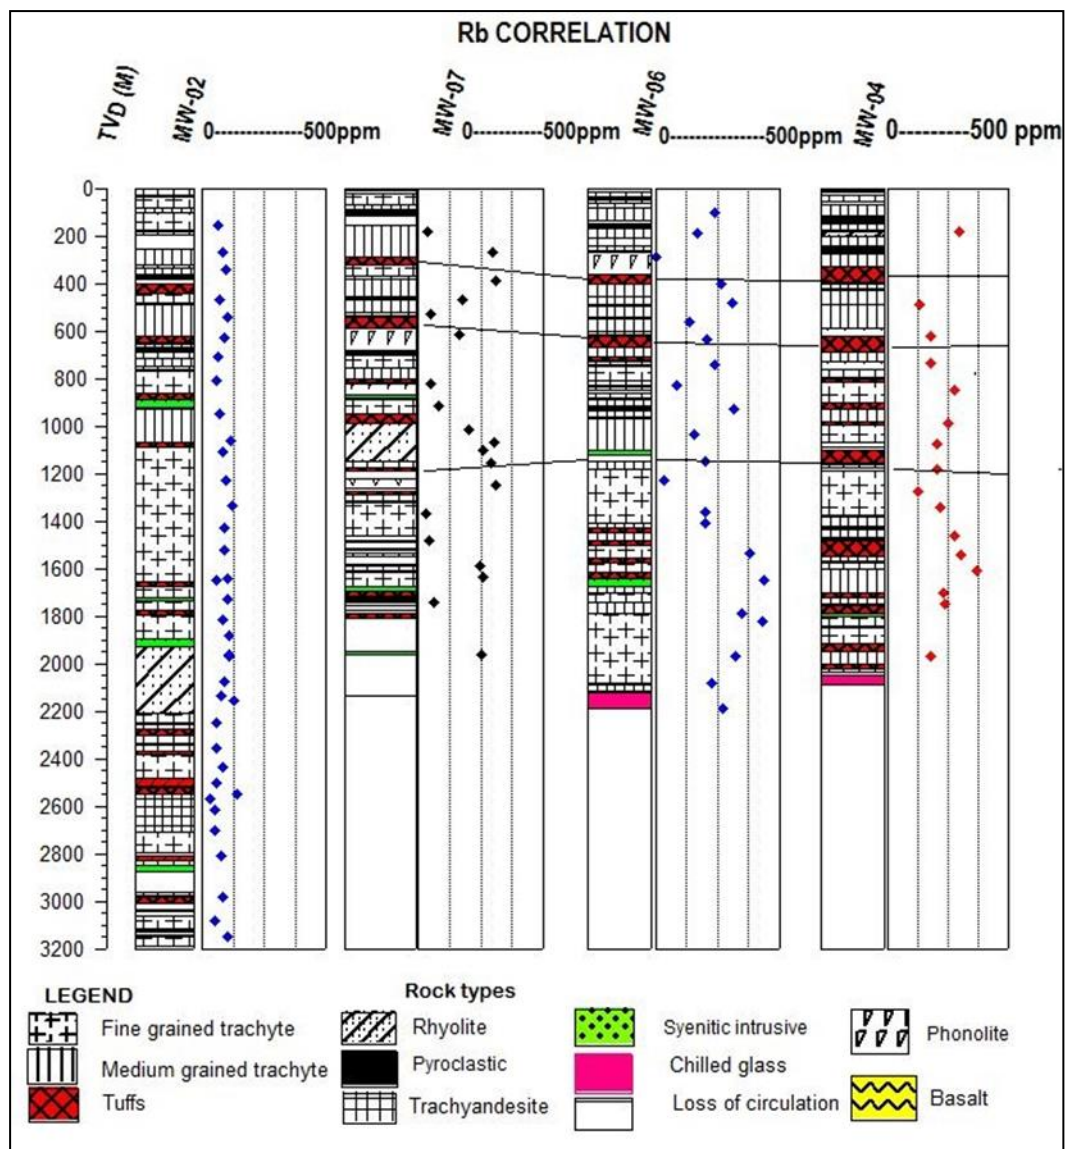 Rb CORRELATION
TVD (M)
MW-02
0--------------500ppm
MW-07
0----------500ppm
MW-06
0------------500ppm
MW-04
0---------500 ppm
0
200
400
600
800
1000
1200
1400
1600
1800
2000
2200
2400
2600
2800
3000
3200
LEGEND
Rock types
Fine grained trachyte
Rhyolite
Syenitic intrusive
Phonolite
Medium grained trachyte
Pyroclastic
Chilled glass
Tuffs
Trachyandesite
Loss of circulation
Basalt